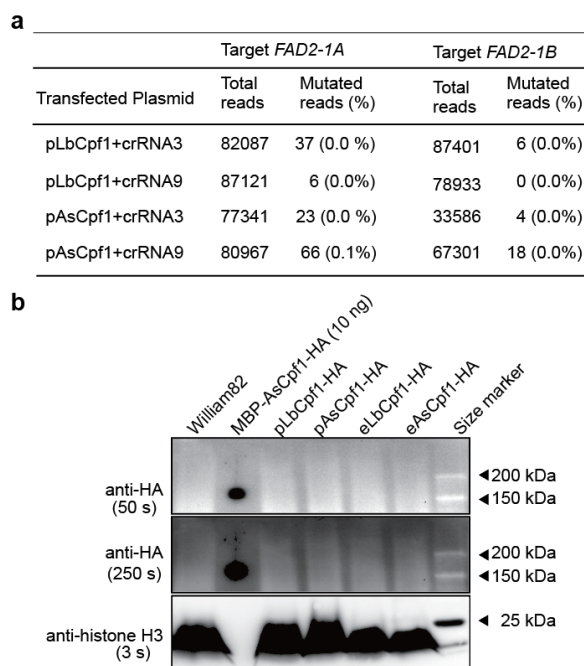 a
Target FAD2-1A Target FAD2-1B
Transfected Plasmid Total reads Mutated reads (%) Total reads Mutated reads (%)
pLbCpf1+crRNA3 82087 37 (0.0 %) 87401 6 (0.0%)
pLbCpf1+crRNA9 87121 6 (0.0%) 78933 0 (0.0%)
pAsCpf1+crRNA3 77341 23 (0.0 %) 33586 4 (0.0%)
pAsCpf1+crRNA9 80967 66 (0.1%) 67301 18 (0.0%)
b
William82 MBP-AsCpf1-HA (10 ng) pLbCpf1-HA pAsCpf1-HA eLbCpf1-HA eAsCpf1-HA Size marker
200 kDa
anti-HA 150 kDa
(50 s)
200 kDa
anti-HA
(250 s) 150 kDa
25 kDa
anti-histone H3
(3 s)